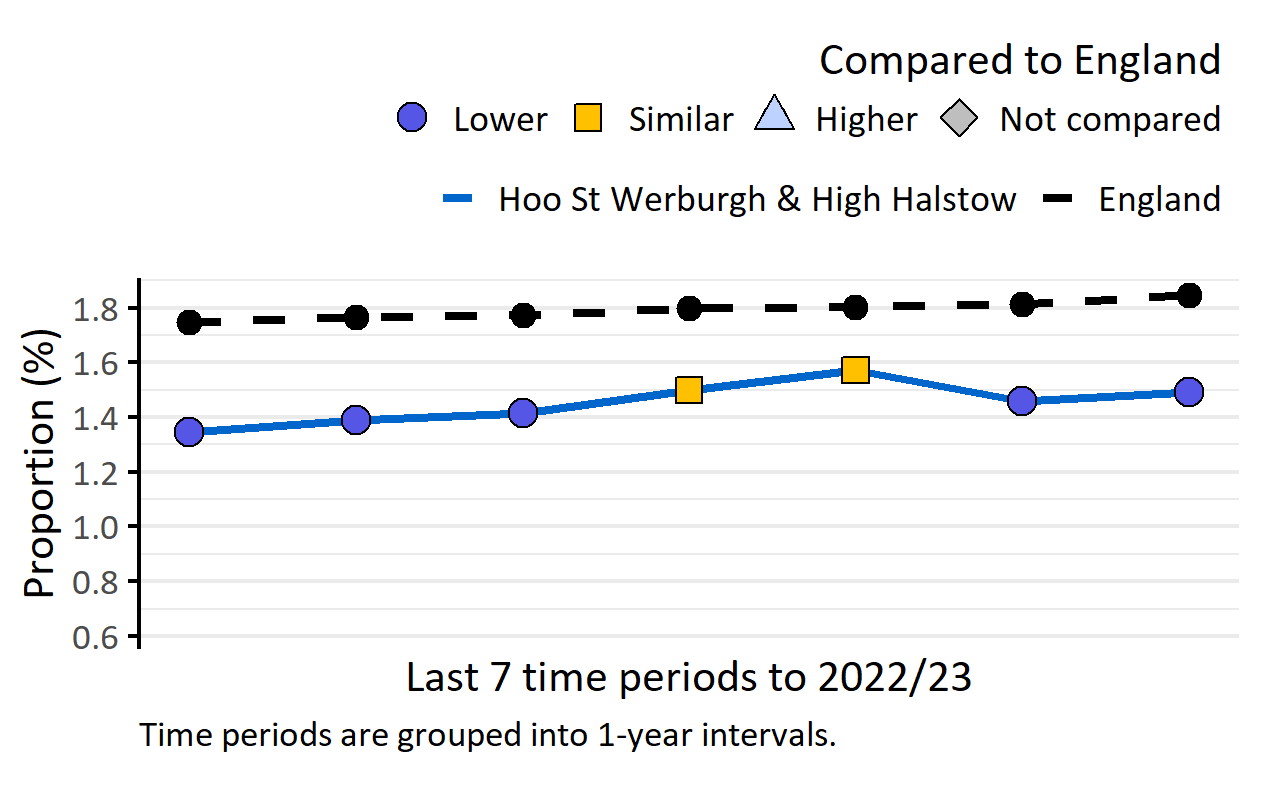 Compared to England
Lower Similar Higher Not compared
Hoo St Werburgh & High Halstow England
Proportion (%)
1.8
1.6
1.4
1.2
1.0
0.8
0.6
Last 7 time periods to 2022/23
Time periods are grouped into 1-year intervals.